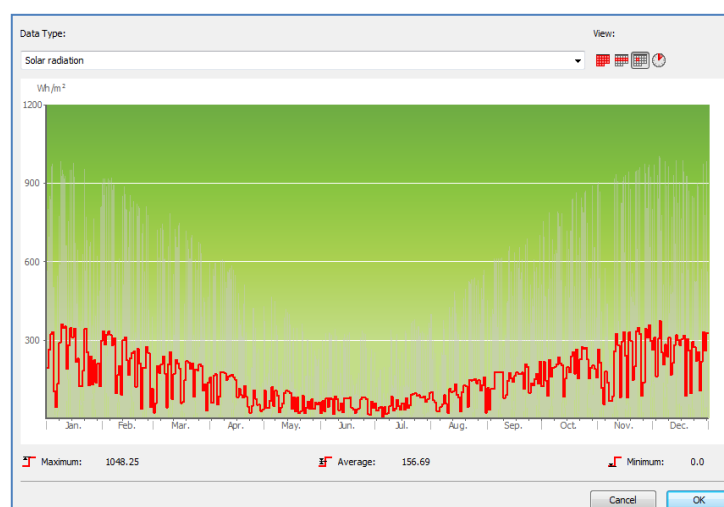 Data Type:
View:
Solar radiation
Wh/m²
1200
900
600
300
Jan. Feb. Mar. Apr. May. Jun. Jul. Aug. Sep. Oct. Nov. Dec.
Maximum: 1048.25 Average: 156.69 Minimum: 0.0
Cancel OK